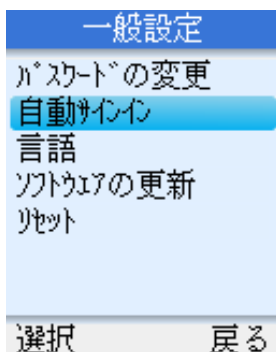 一般設定
ﾊﾟｽﾜｰﾄﾞの変更
自動ｻｲﾝｲﾝ
言語
ｿﾌﾄｳｪｱの更新
ﾘｾｯﾄ
選択 戻る